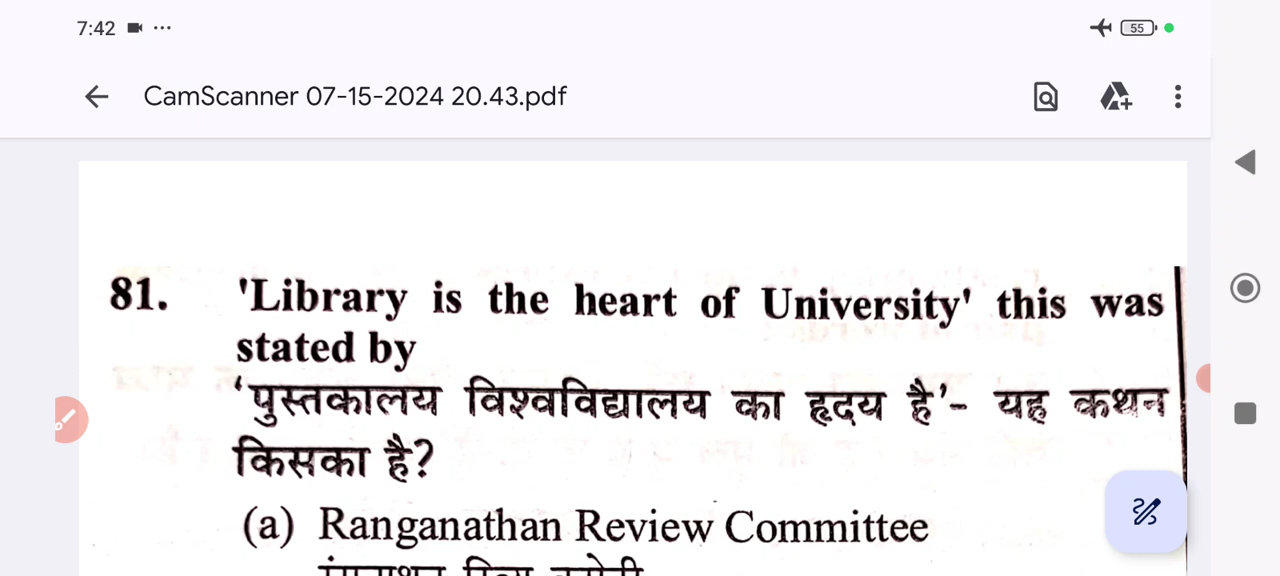 7:42 ...
55
CamScanner 07-15-2024 20.43.pdf
81. 'Library is the heart of University' this was
stated by
'पुस्तकालय विश्वविद्यालय का हृदय है'- यह कथन
किसका है?
(a) Ranganathan Review Committee